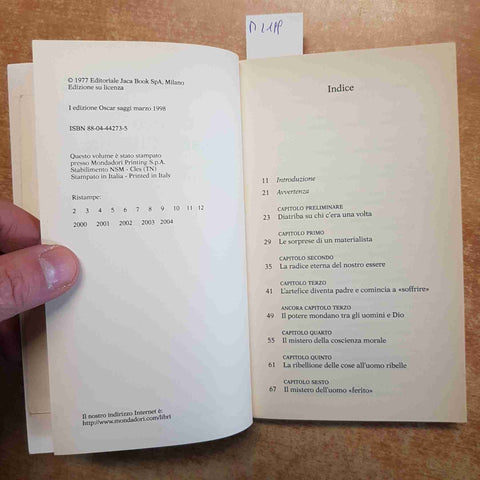 © 1977 Editoriale Jaca Book SpA, Milano
Edizione su licenza
I edizione Oscar saggi marzo 1998
ISBN 88-04-44273-5
Questo volume è stato stampato
presso Mondadori Printing S.p.A.
Stabilimento NSM - Cles (TN)
Stampato in Italia - Printed in Italy
Ristampe:
2 3 4 5 6 7 8 9 10 11 12
2000 2001 2002 2003 2004
Il nostro indirizzo Internet è:
http://www.mondadori.com/libri
Indice
11 Introduzione
21 Avvertenza
CAPITOLO PRELIMINARE
23 Diatriba su chi c'era una volta
CAPITOLO PRIMO
29 Le sorprese di un materialista
CAPITOLO SECONDO
35 La radice eterna del nostro essere
CAPITOLO TERZO
41 L'artefice diventa padre e comincia a «soffrire»
ANCORA CAPITOLO TERZO
49 Il potere mondano tra gli uomini e Dio
CAPITOLO QUARTO
55 Il mistero della coscienza morale
CAPITOLO QUINTO
61 La ribellione delle cose all'uomo ribelle
CAPITOLO SESTO
67 Il mistero dell'uomo «ferito»